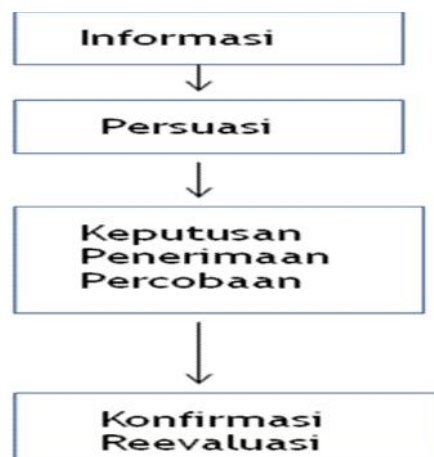 Informasi
Persuasi
Keputusan
Penerimaan
Percobaan
Konfirmasi
Reevaluasi